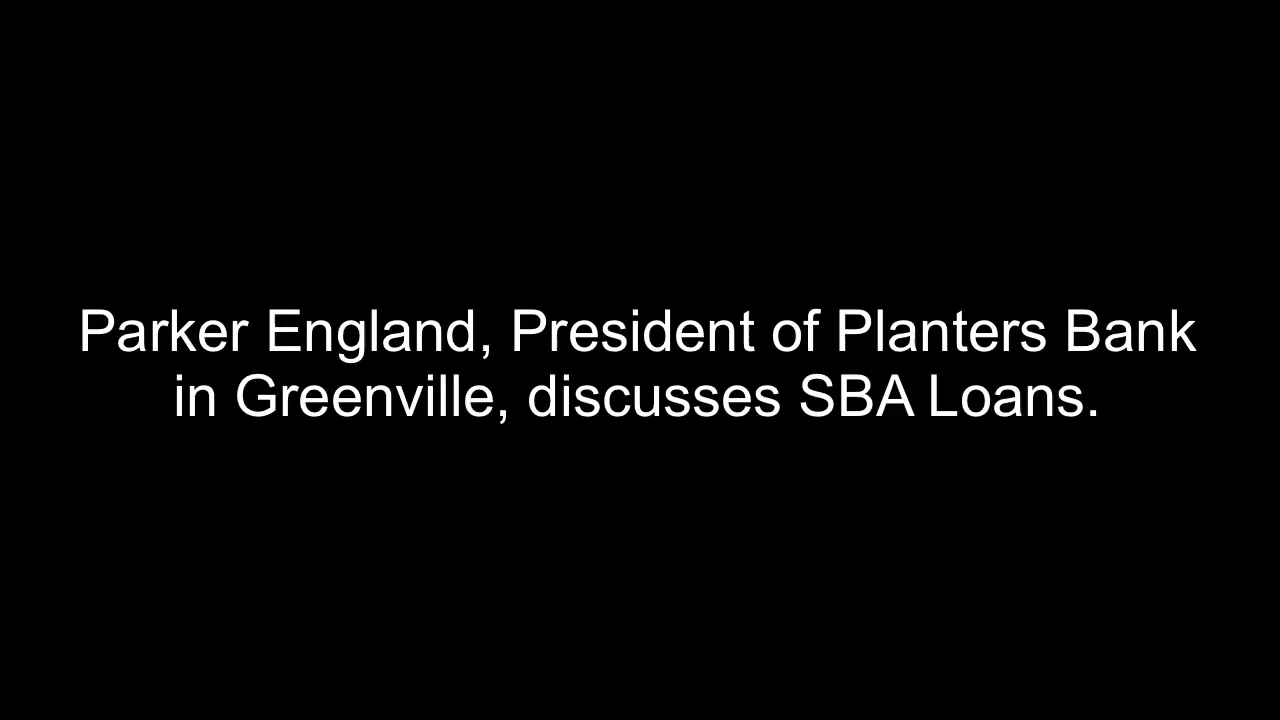 Parker England, President of Planters Bank
in Greenville, discusses SBA Loans.